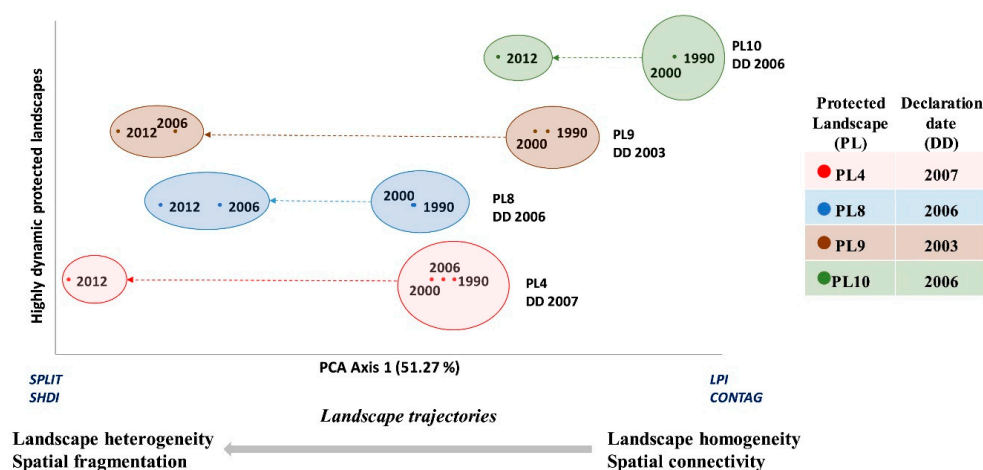 Highly dynamic protected landscapes
2012
2000
1990
PL10
DD 2006
2012
2006
2000
1990
PL9
DD 2003
2012
2006
2000
1990
PL8
DD 2006
2012
2006
2000
1990
PL4
DD 2007
PCA Axis 1 (51.27 %)
SPLIT
SHDI
LPI
CONTAG
Landscape trajectories
Landscape heterogeneity
Spatial fragmentation
Landscape homogeneity
Spatial connectivity
Protected
Landscape
(PL)
Declaration
date
(DD)
PL4 2007
PL8 2006
PL9 2003
PL10 2006